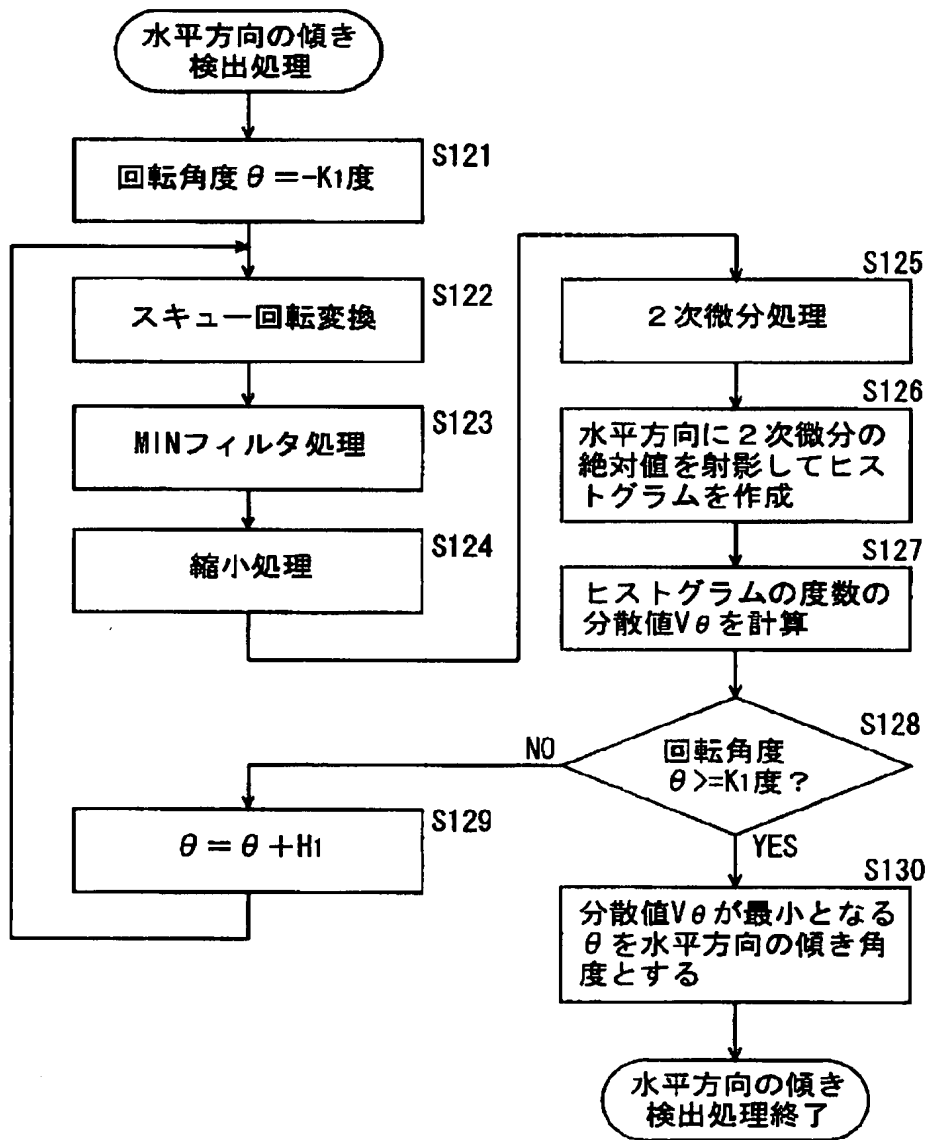 水平方向の傾き
検出処理
S121
回転角度θ=-K1度
S122
スキュー回転変換
S123
MINフィルタ処理
S124
縮小処理
S125
2次微分処理
S126
水平方向に2次微分の
絶対値を射影してヒス
トグラムを作成
S127
ヒストグラムの度数の
分散値Vθを計算
S128
回転角度
θ>=K1度?
NO
YES
S129
θ=θ+H1
S130
分散値Vθが最小となる
θを水平方向の傾き角
度とする
水平方向の傾き
検出処理終了